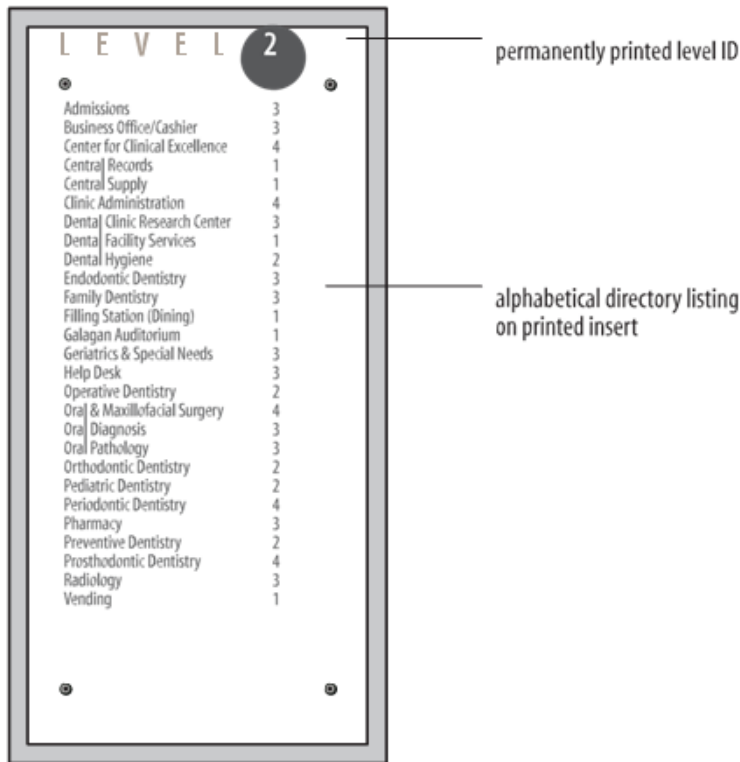 LEVEL 2
permanently printed level ID
Admissions 3
Business Office/Cashier 3
Center for Clinical Excellence 4
Central Records 1
Central Supply 1
Clinic Administration 4
Dental Clinic Research Center 3
Dental Facility Services 1
Dental Hygiene 2
Endodontic Dentistry 3
Family Dentistry 3
Filling Station (Dining) 1
Galagan Auditorium 1
Geriatrics & Special Needs 3
Help Desk 3
Operative Dentistry 2
Oral & Maxillofacial Surgery 4
Oral Diagnosis 3
Oral Pathology 3
Orthodontic Dentistry 2
Pediatric Dentistry 2
Periodontic Dentistry 4
Pharmacy 3
Preventive Dentistry 2
Prosthodontic Dentistry 4
Radiology 3
Vending 1
alphabetical directory listing
on printed insert